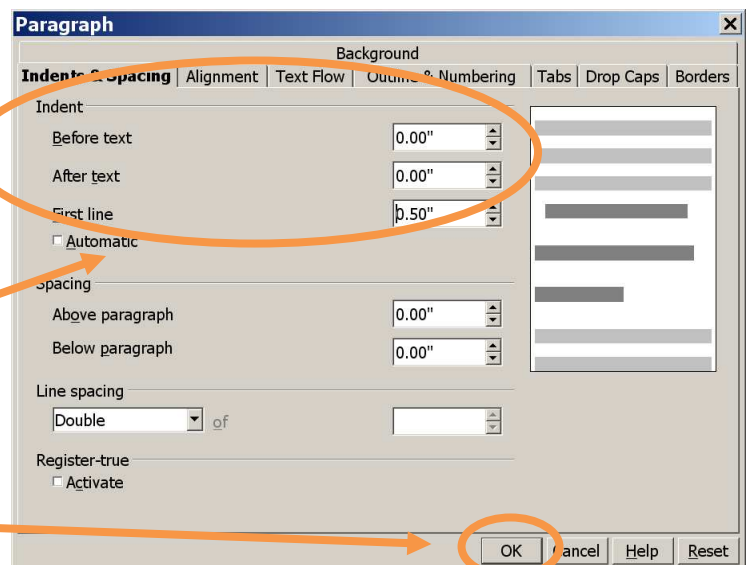 Paragraph
Background
Indents & Spacing Alignment Text Flow Outline & Numbering Tabs Drop Caps Borders
Indent
Before text 0.00"
After text 0.00"
First line 0.50"
Automatic
Spacing
Above paragraph 0.00"
Below paragraph 0.00"
Line spacing
Double of
Register-true
Activate
OK Cancel Help Reset